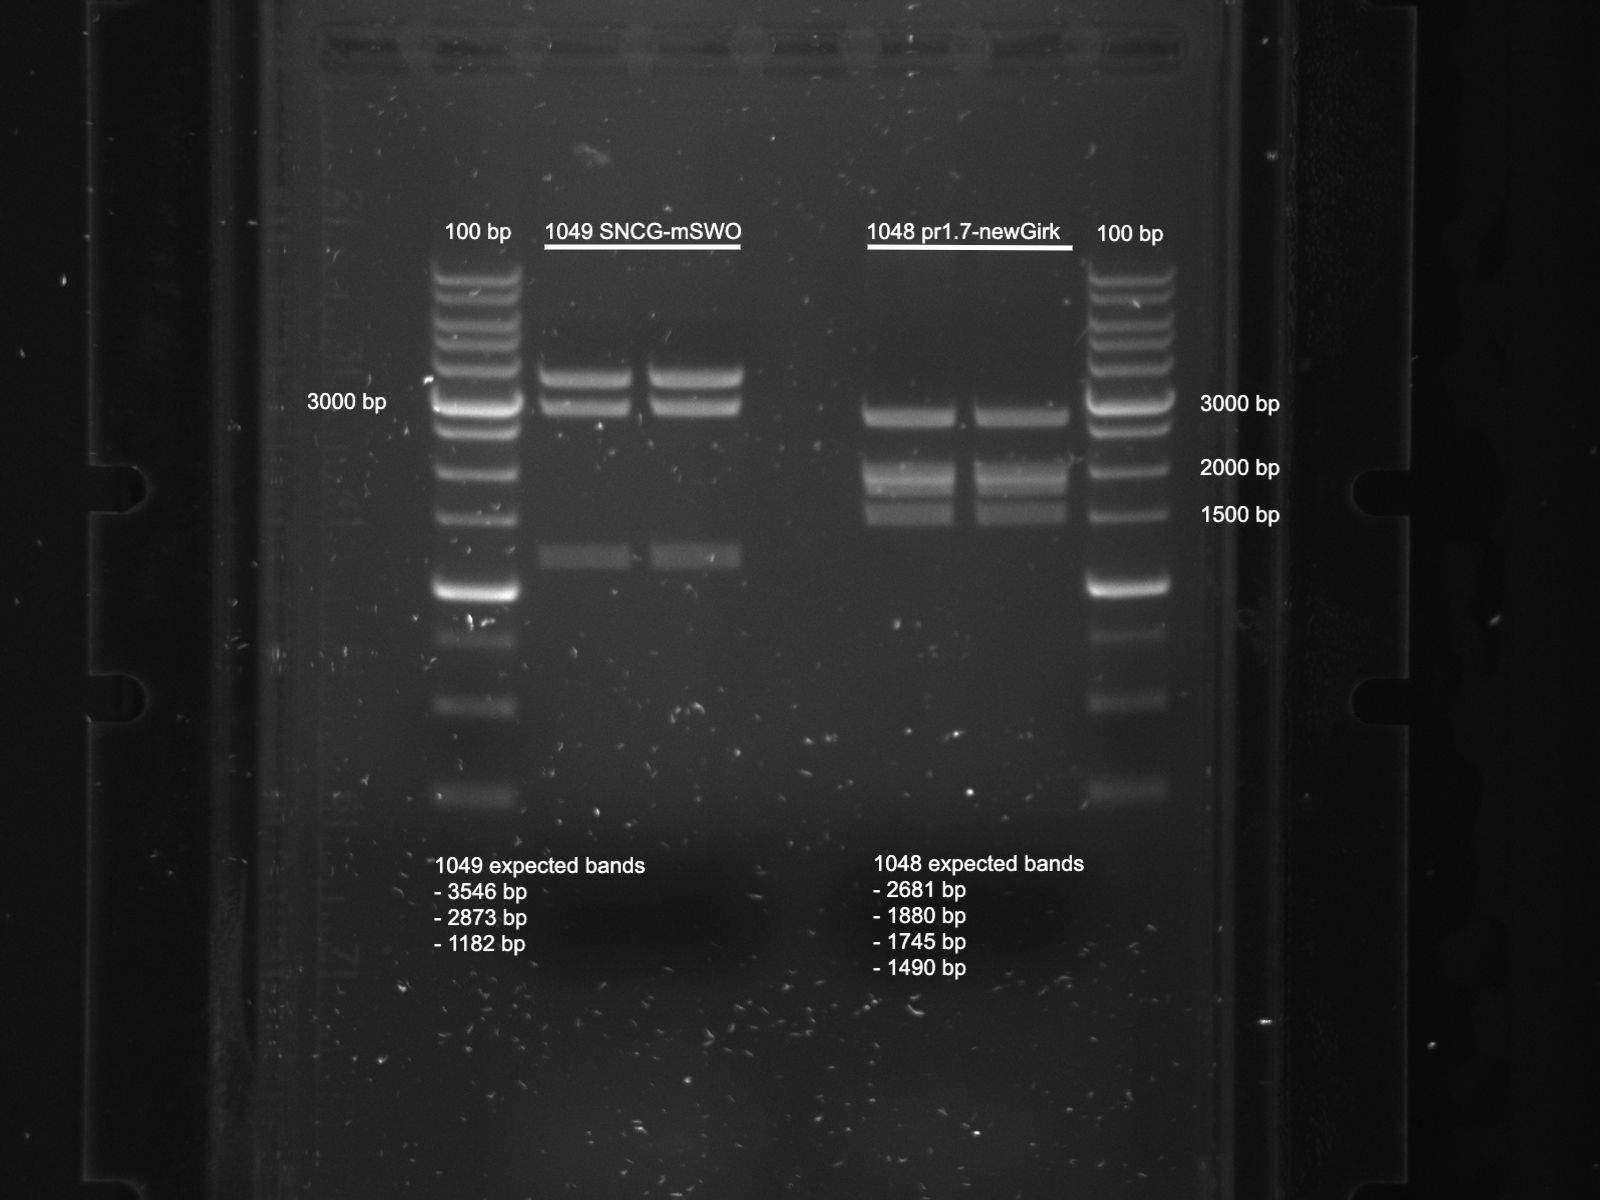 100 bp
1049 SNCG-mSWO
1048 pr1.7-newGirk
100 bp
3000 bp
3000 bp
2000 bp
1500 bp
1049 expected bands
- 3546 bp
- 2873 bp
- 1182 bp
1048 expected bands
- 2681 bp
- 1880 bp
- 1745 bp
- 1490 bp